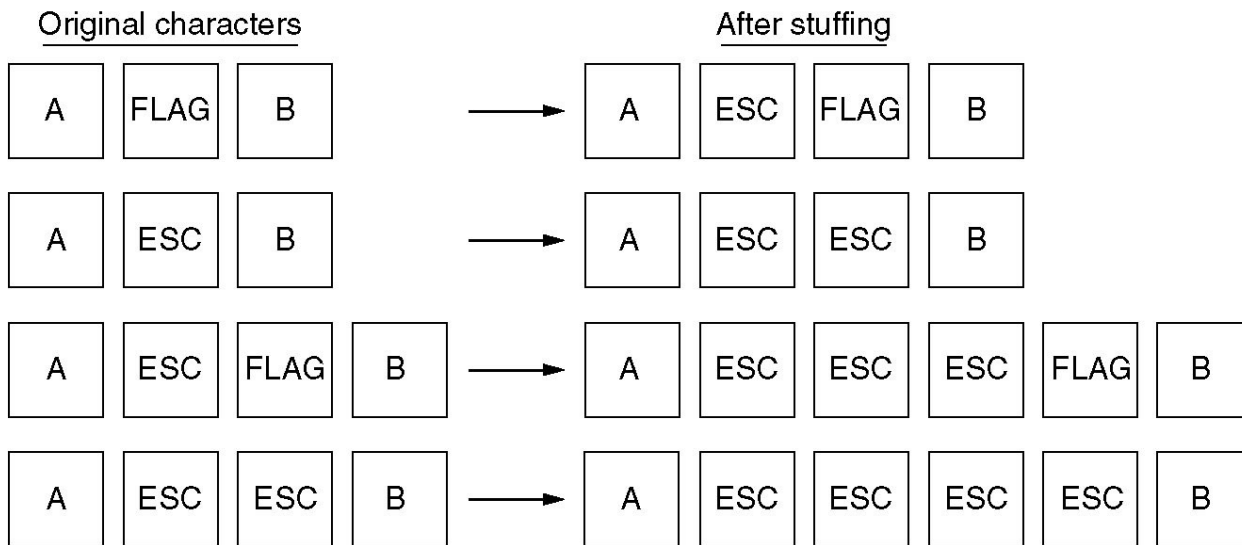 Original characters After stuffing
A FLAG B A ESC FLAG B
A ESC B A ESC ESC B
A ESC FLAG B A ESC ESC ESC FLAG B
A ESC ESC B A ESC ESC ESC ESC B